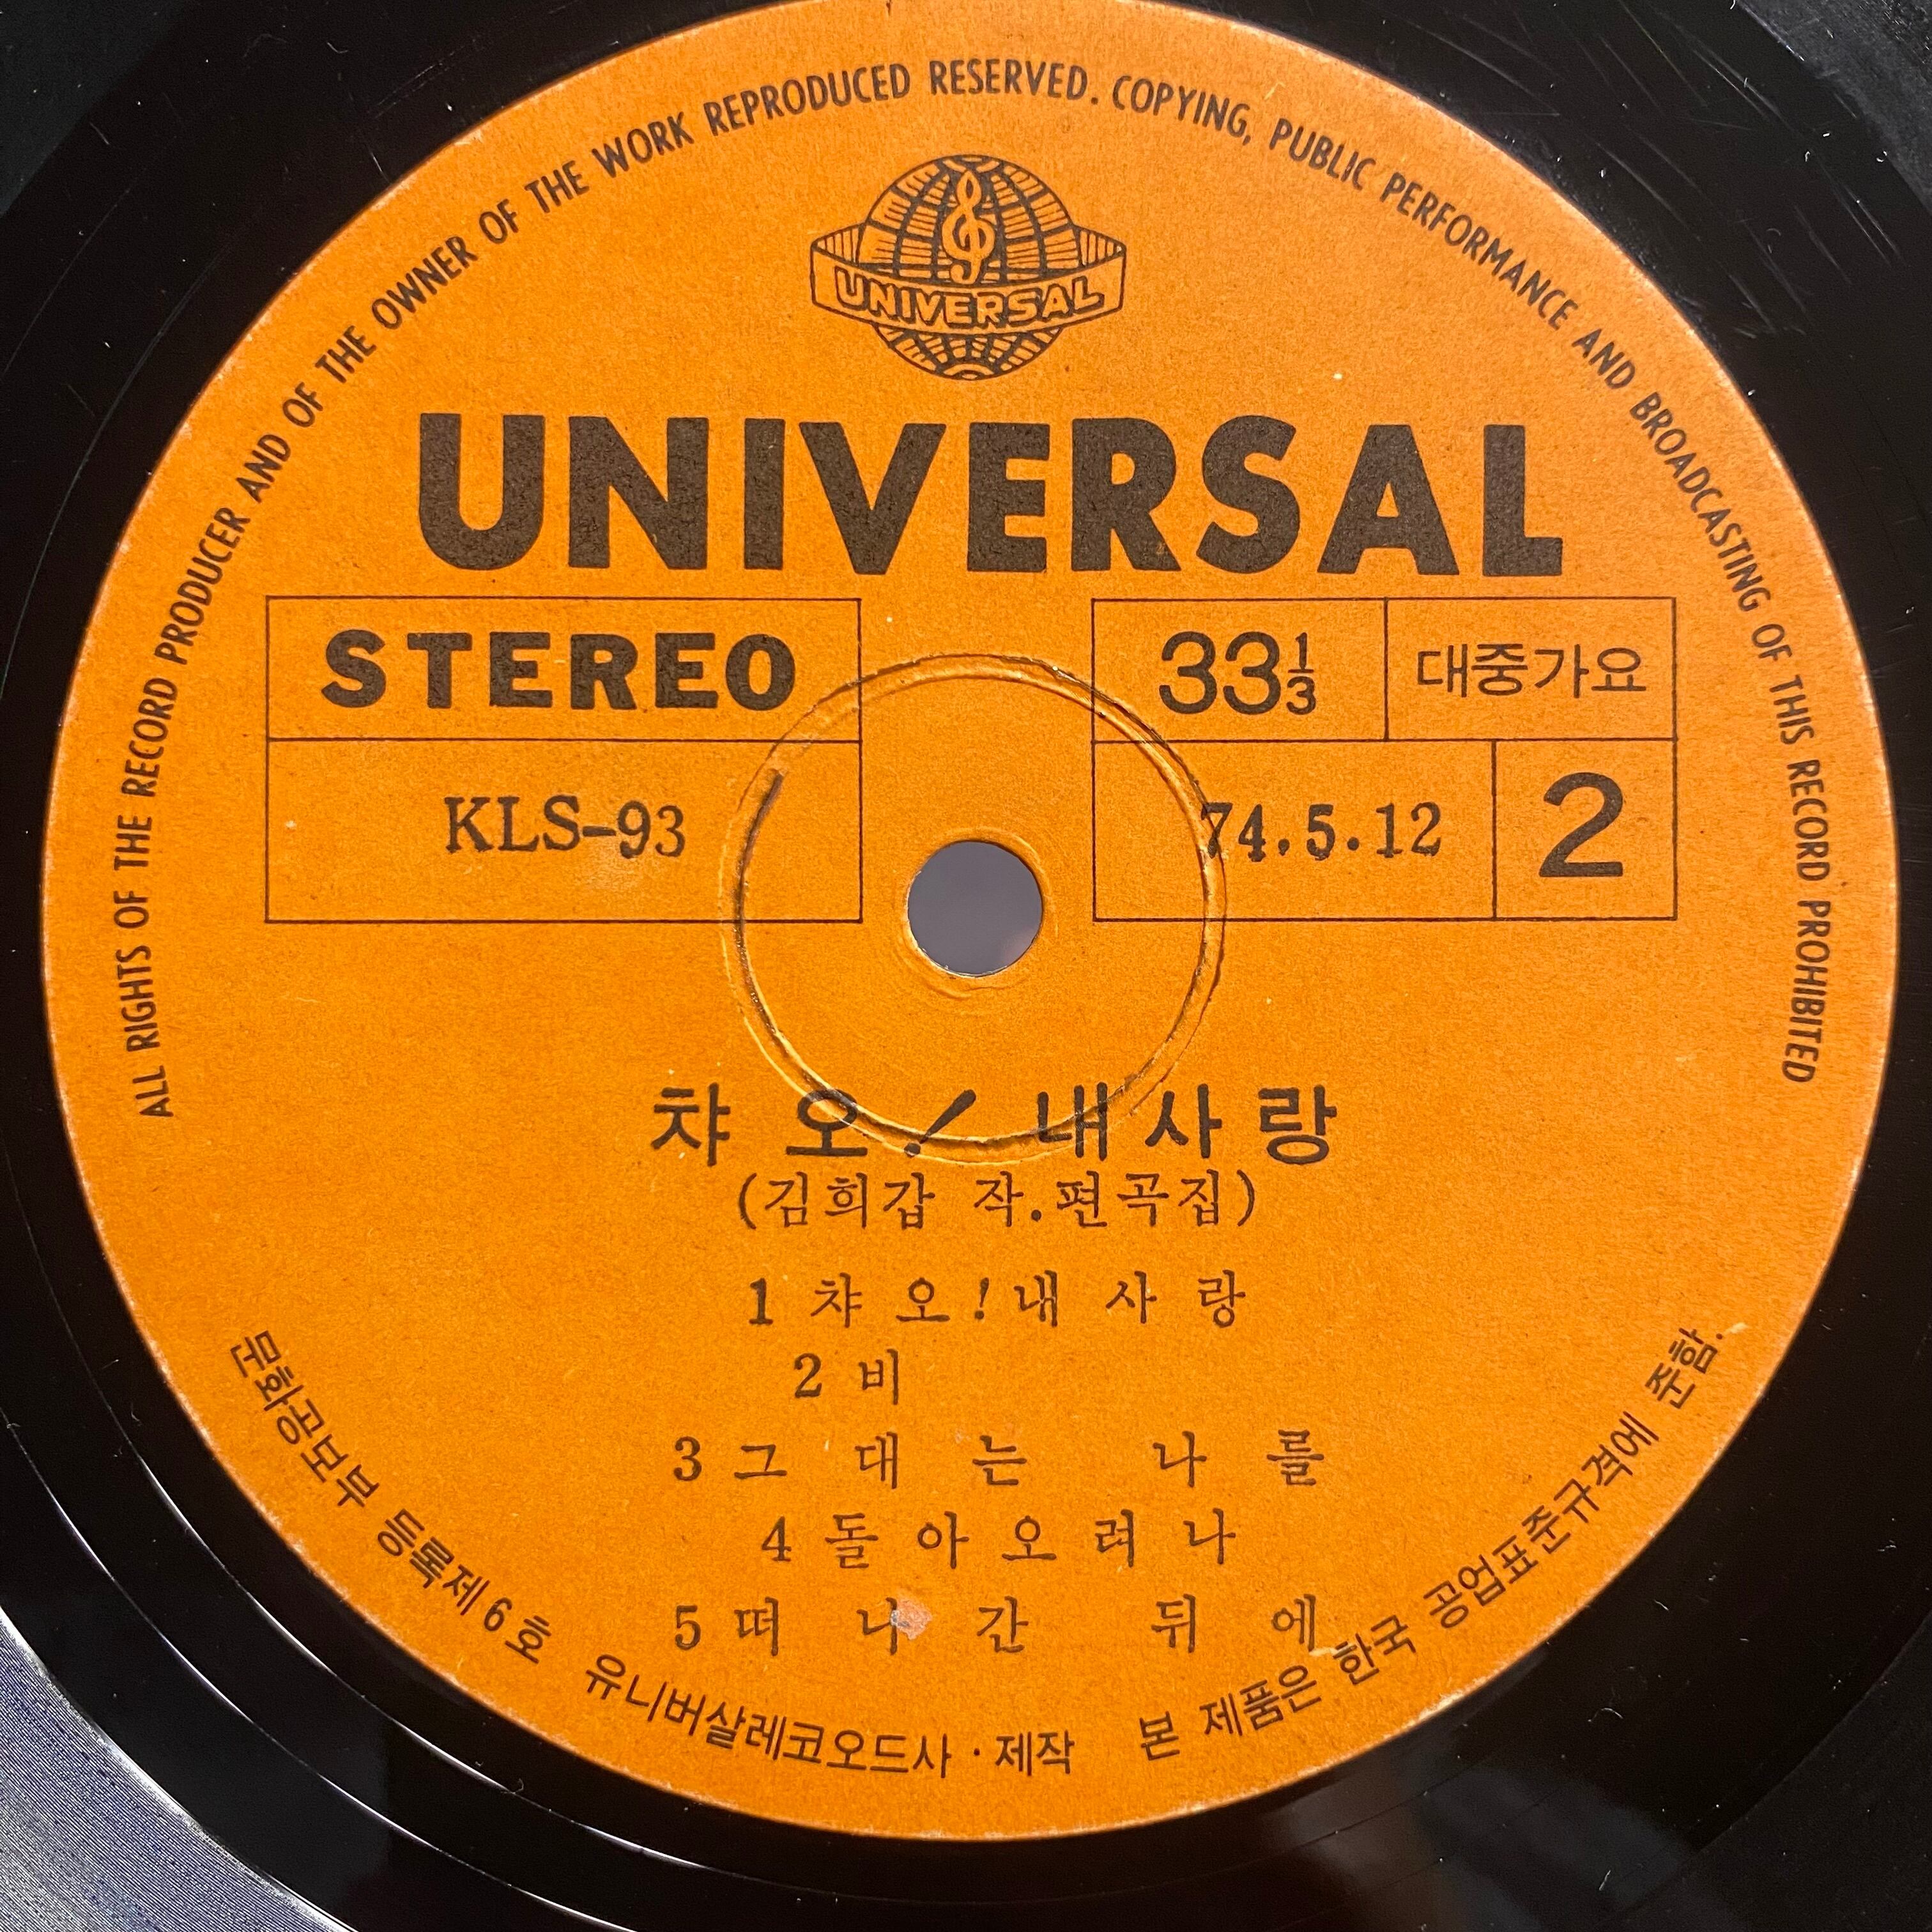 ALL RIGHTS OF THE RECORD PRODUCER AND OF THE OWNER OF THE WORK REPRODUCED RESERVED. COPYING, PUBLIC PERFORMANCE AND BROADCASTING OF THIS RECORD PROHIBITED
UNIVERSAL
UNIVERSAL
STEREO
33⅓ 대중가요
KLS-93
74.5.12 2
챠오! 내사랑
(김희갑 작.편곡집)
1 챠오!내사랑
2 비
3 그대는 나를
4 돌아오려나
5 떠나간 뒤에
문화공보부 등록제6호 유니버살레코오드사·제작 본 제품은 한국 공업표준규격에 준함.